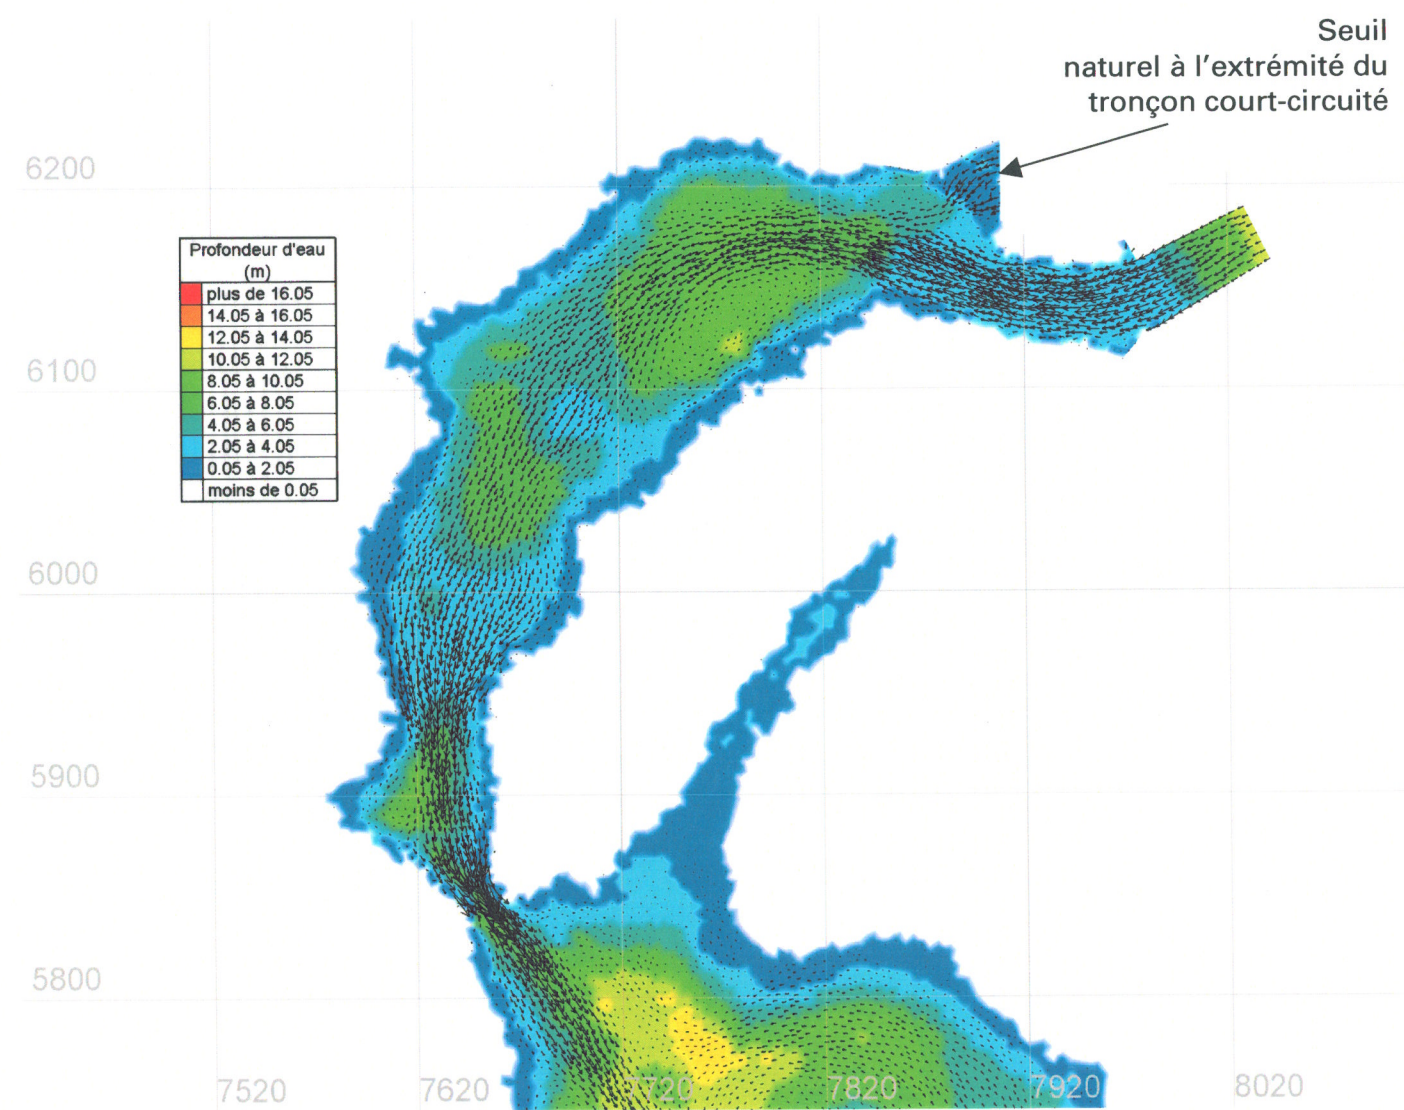 Seuil
naturel à l'extrémité du
tronçon court-circuité
6200
Profondeur d'eau
(m)
plus de 16.05
14.05 à 16.05
12.05 à 14.05
10.05 à 12.05
8.05 à 10.05
6.05 à 8.05
4.05 à 6.05
2.05 à 4.05
0.05 à 2.05
moins de 0.05
6100
6000
5900
5800
7520 7620 7720 7820 7920 8020